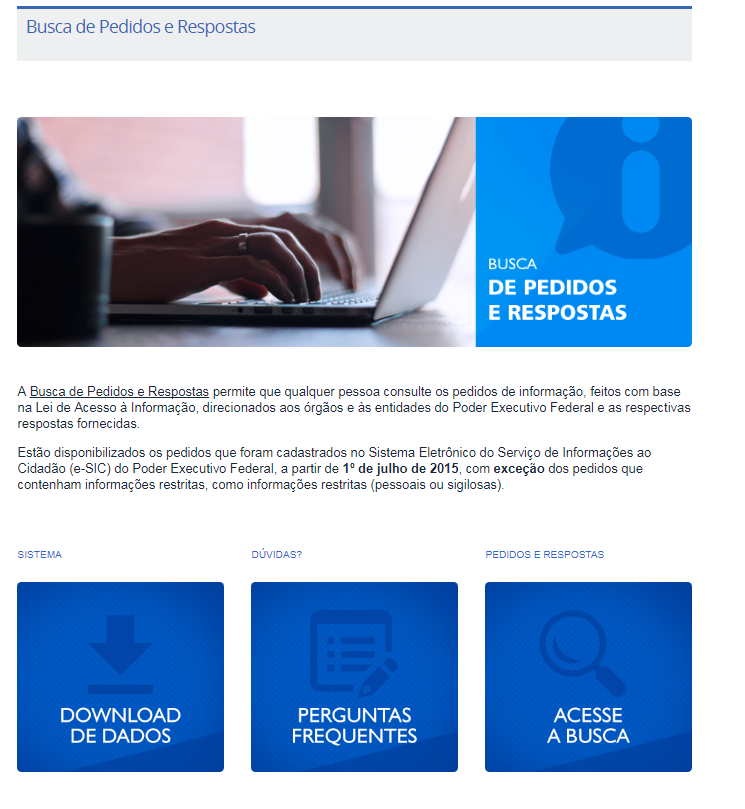 Busca de Pedidos e Respostas
BUSCA
DE PEDIDOS
E RESPOSTAS
A Busca de Pedidos e Respostas permite que qualquer pessoa consulte os pedidos de informação, feitos com base
na Lei de Acesso à Informação, direcionados aos órgãos e às entidades do Poder Executivo Federal e as respectivas
respostas fornecidas.
Estão disponibilizados os pedidos que foram cadastrados no Sistema Eletrônico do Serviço de Informações ao
Cidadão (e-SIC) do Poder Executivo Federal, a partir de 1º de julho de 2015, com exceção dos pedidos que
contenham informações restritas, como informações restritas (pessoais ou sigilosas).
SISTEMA
DOWNLOAD
DE DADOS
DÚVIDAS?
PERGUNTAS
FREQUENTES
PEDIDOS E RESPOSTAS
ACESSE
A BUSCA